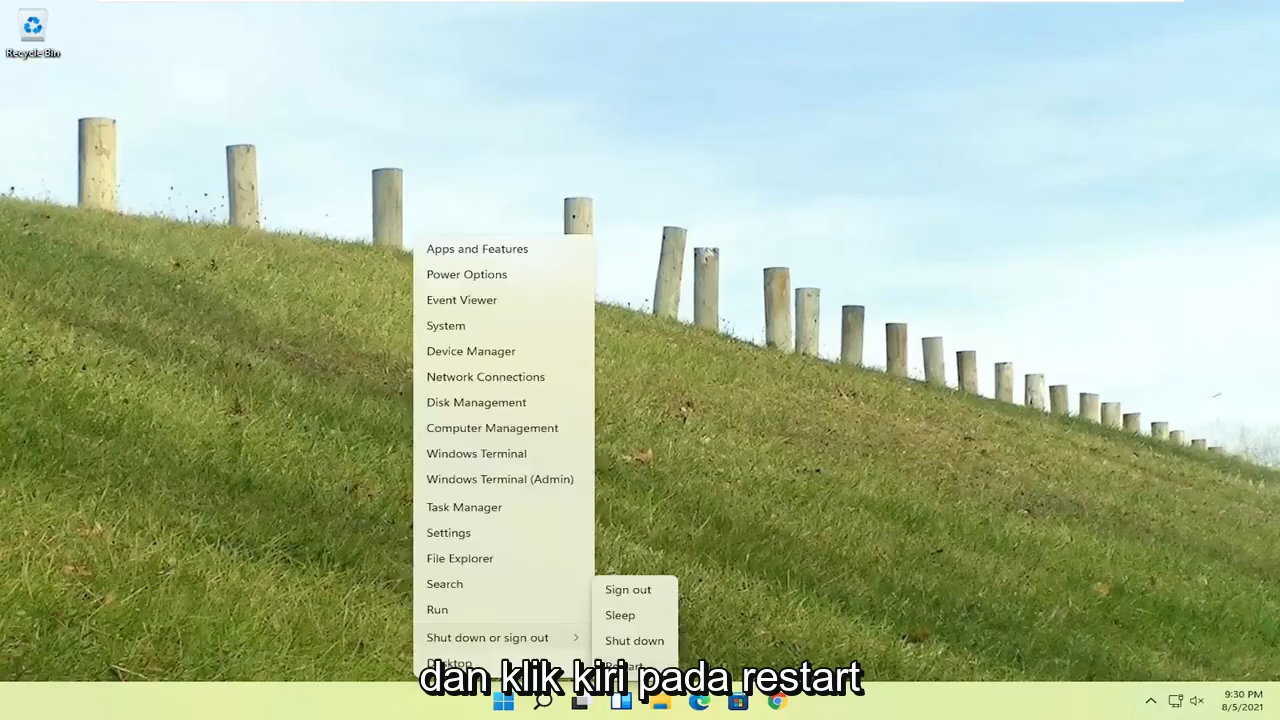 Recycle Bin
Apps and Features
Power Options
Event Viewer
System
Device Manager
Network Connections
Disk Management
Computer Management
Windows Terminal
Windows Terminal (Admin)
Task Manager
Settings
File Explorer
Search
Run
Shut down or sign out
Desktop
Sign out
Sleep
Shut down
Restart
dan klik kiri pada restart
9:30 PM
8/5/2021